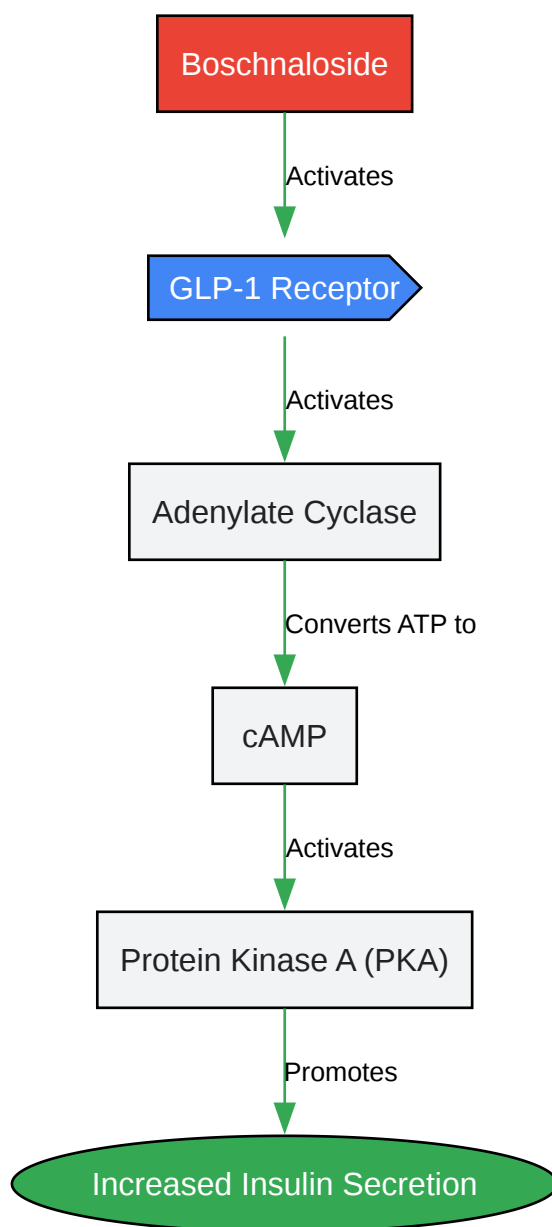 Boschnaloside
Activates
GLP-1 Receptor
Activates
Adenylate Cyclase
Converts ATP to
cAMP
Activates
Protein Kinase A (PKA)
Promotes
Increased Insulin Secretion